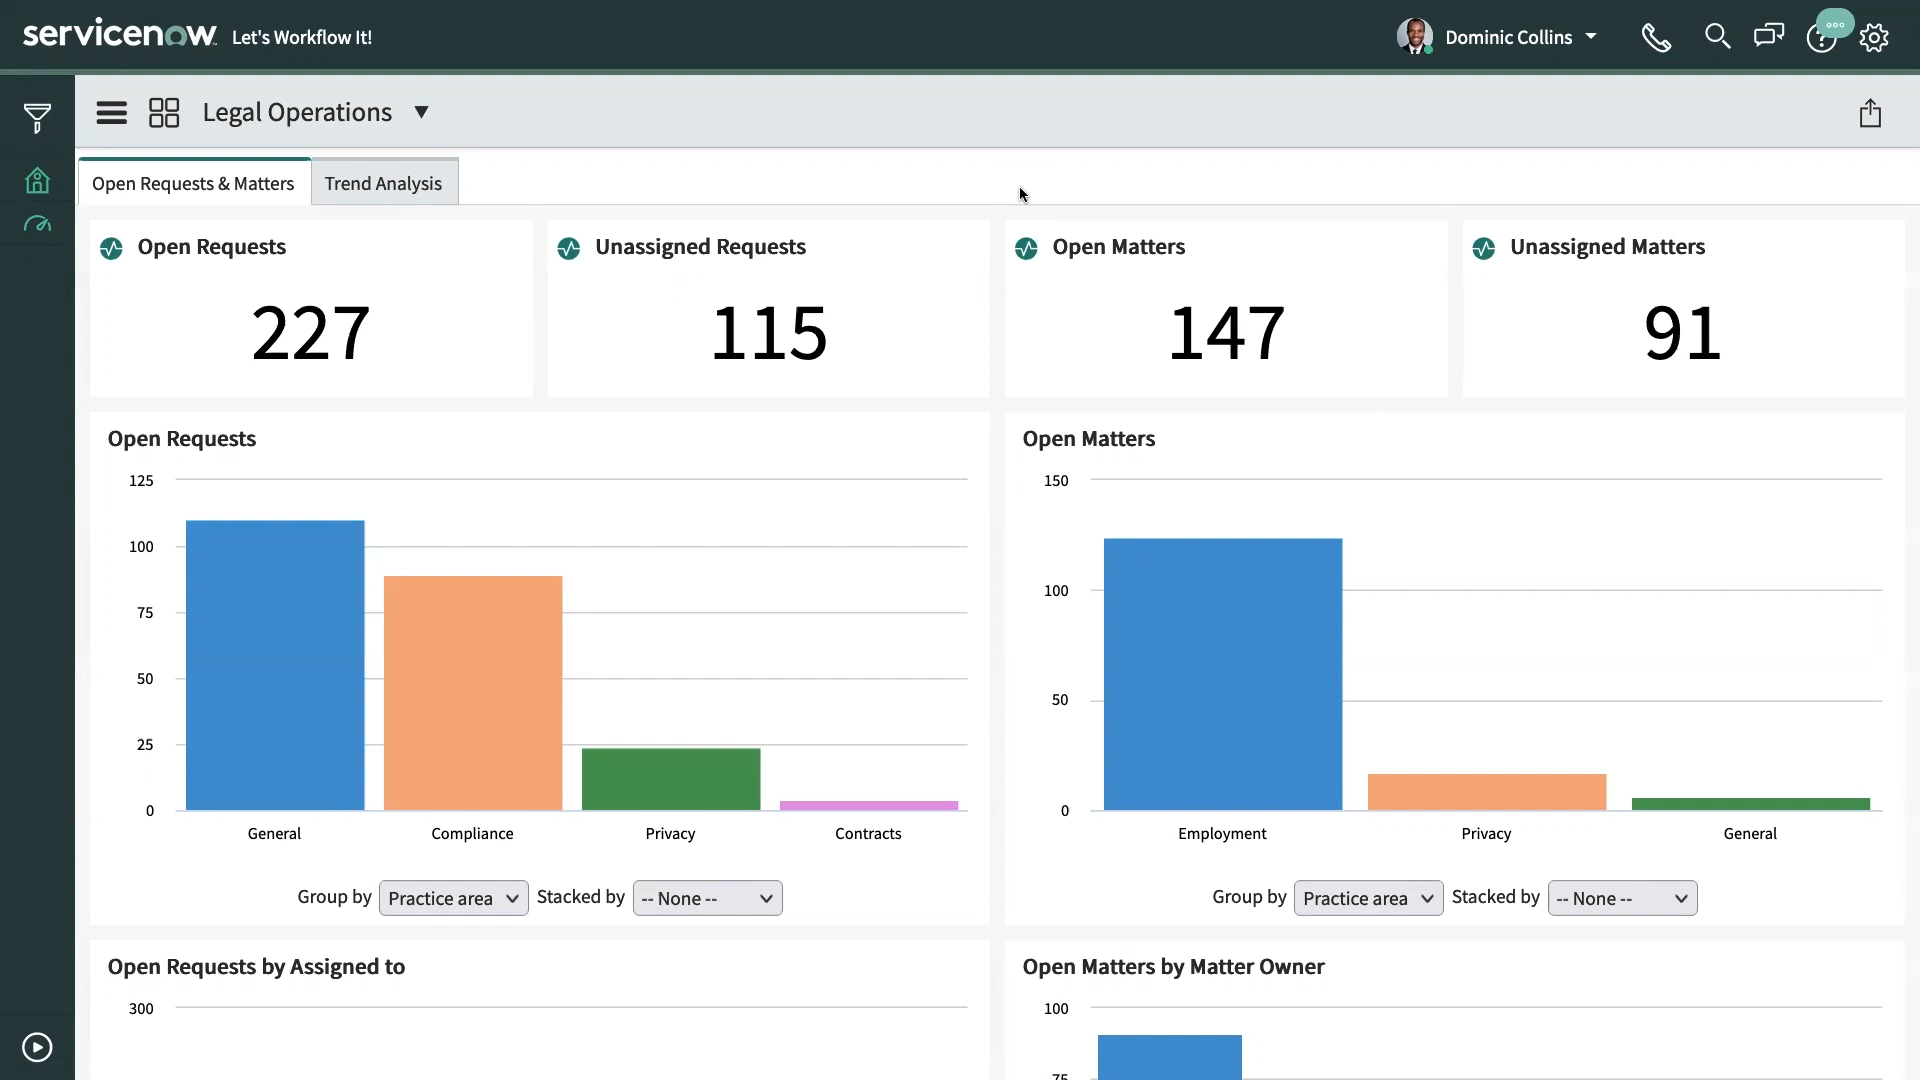 servicenow Let's Workflow It!
Dominic Collins
Legal Operations
Open Requests & Matters
Trend Analysis
Open Requests
227
Unassigned Requests
115
Open Matters
147
Unassigned Matters
91
Open Requests
125
100
75
50
25
0
General
Compliance
Privacy
Contracts
Group by Practice area Stacked by -- None --
Open Matters
150
100
50
0
Employment
Privacy
General
Group by Practice area Stacked by -- None --
Open Requests by Assigned to
300
Open Matters by Matter Owner
100
75